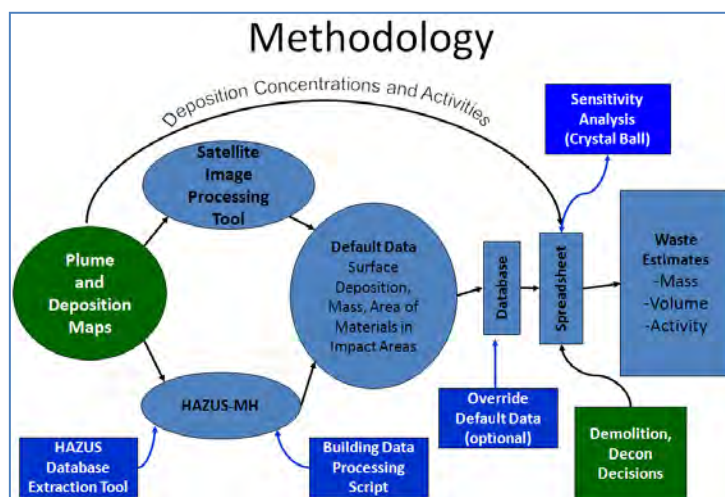 Methodology
Deposition Concentrations and Activities
Sensitivity
Analysis
(Crystal Ball)
Satellite
Image
Processing
Tool
Plume
and
Deposition
Maps
Default Data
Surface
Deposition,
Mass, Area of
Materials in
Impact Areas
Database
Spreadsheet
Waste
Estimates
-Mass
-Volume
-Activity
HAZUS-MH
HAZUS
Database
Extraction Tool
Building Data
Processing
Script
Override
Default Data
(optional)
Demolition,
Decon
Decisions